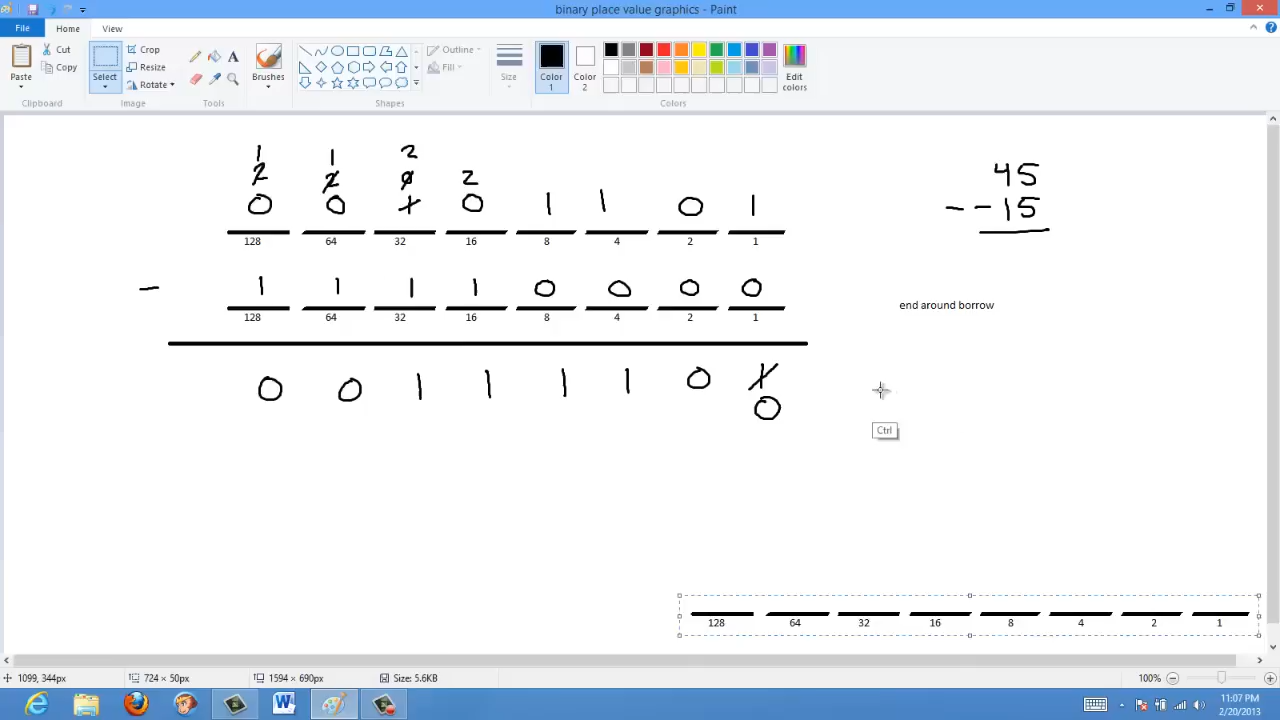 binary place value graphics - Paint
File Home View
Paste Cut Copy Clipboard
Select Crop Resize Rotate Image
A Tools
Brushes
Shapes Outline Fill
Size
Color 1 Color 2 Edit colors Colors
1 1 2
2 2 0 2
0 0 1 0 1 1 0 1
128 64 32 16 8 4 2 1
- 1 1 1 1 0 0 0 0
128 64 32 16 8 4 2 1
0 0 1 1 1 1 0 1
0
45
- -15
end around borrow
Ctrl
128 64 32 16 8 4 2 1
1099, 344px 724 × 50px 1594 × 690px Size: 5.6KB 100%
11:07 PM
2/20/2013